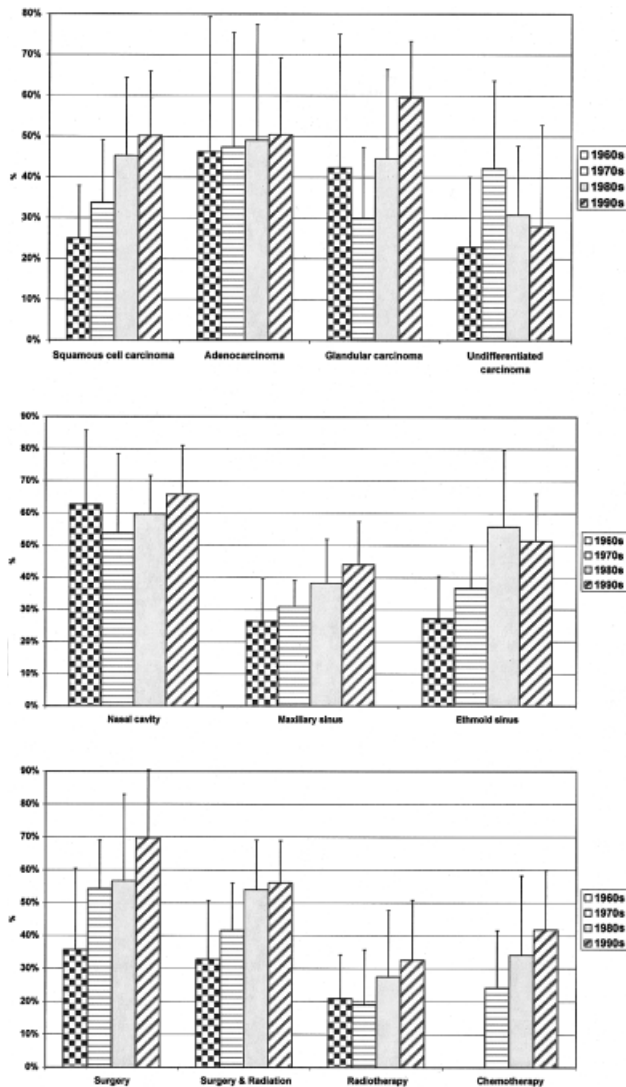 80%
70%
60%
50%
%
40%
30%
20%
10%
0%
Squamous cell carcinoma
Adenocarcinoma
Glandular carcinoma
Undifferentiated
carcinoma
1960s
1970s
1980s
1990s
90%
80%
70%
60%
50%
%
40%
30%
20%
10%
0%
Nasal cavity
Maxillary sinus
Ethmoid sinus
1960s
1970s
1980s
1990s
90%
80%
70%
60%
50%
%
40%
30%
20%
10%
0%
Surgery
Surgery & Radiation
Radiotherapy
Chemotherapy
1960s
1970s
1980s
1990s